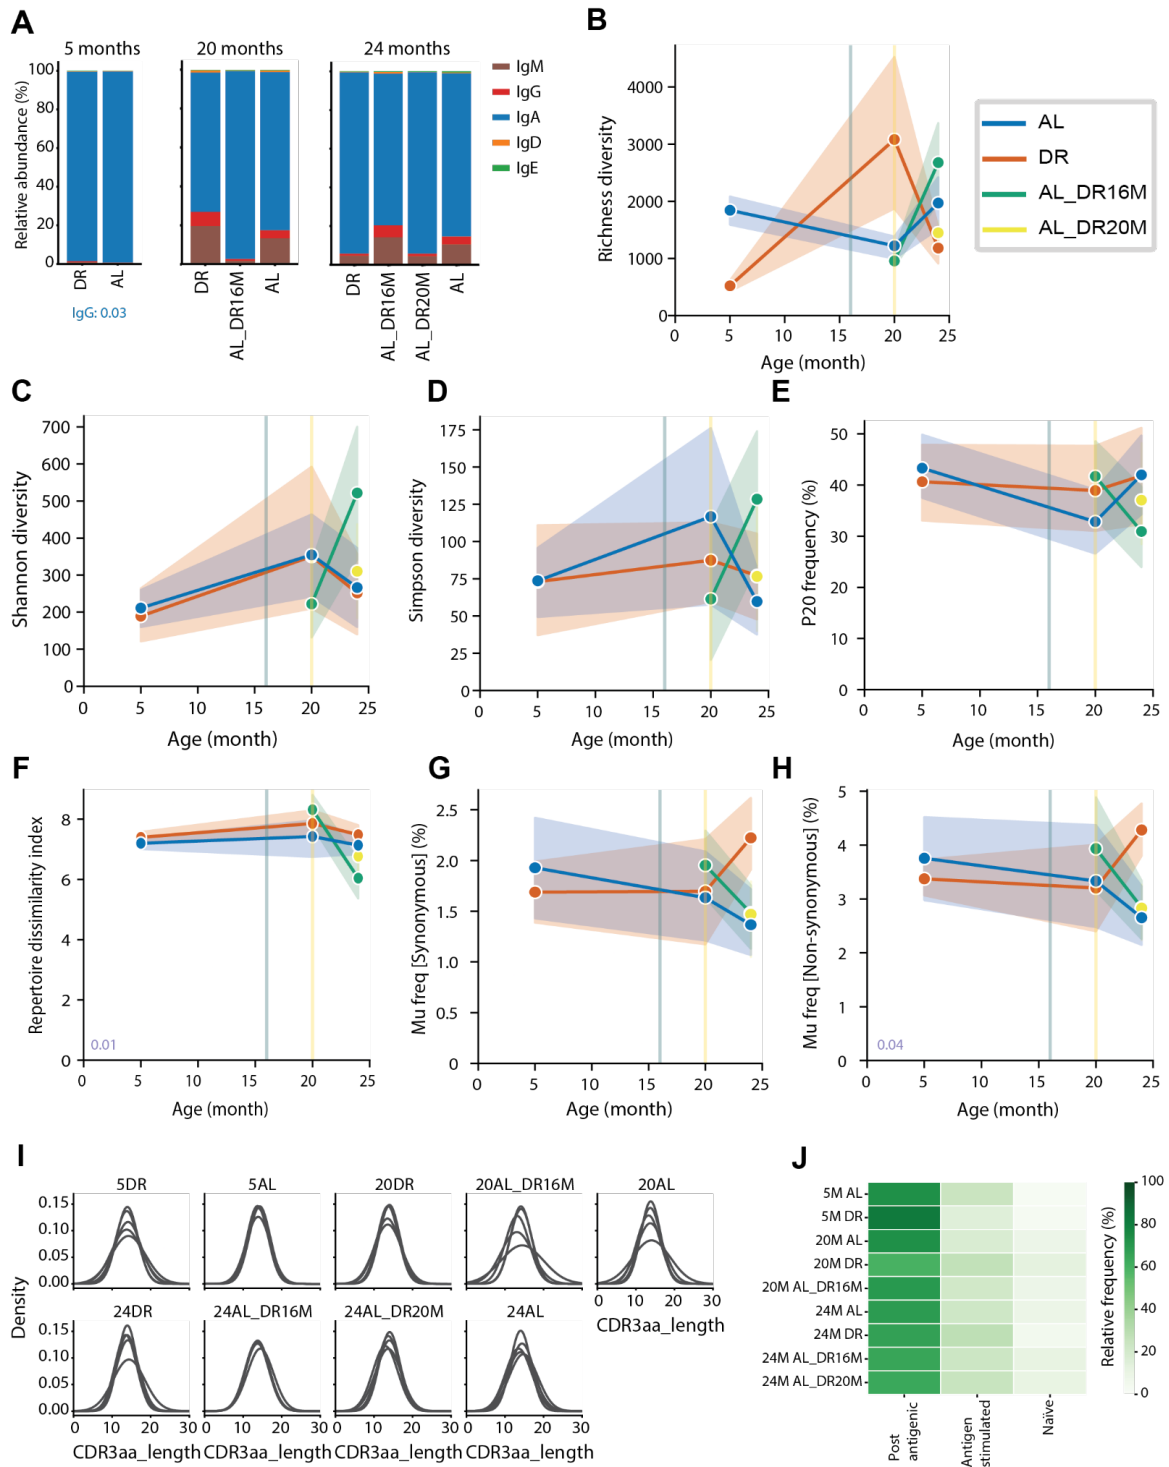 A
5 months
20 months
24 months
Relative abundance (%)
100
80
60
40
20
0
DR
AL
DR
AL_DR16M
AL
DR
AL_DR16M
AL_DR20M
AL
IgG: 0.03
IgM
IgG
IgA
IgD
IgE
B
Richness diversity
4000
3000
2000
1000
0
0
5
10
15
20
25
Age (month)
AL
DR
AL_DR16M
AL_DR20M
C
Shannon diversity
700
600
500
400
300
200
100
0
0
5
10
15
20
25
Age (month)
D
Simpson diversity
175
150
125
100
75
50
25
0
0
5
10
15
20
25
Age (month)
E
P20 frequency (%)
50
40
30
20
10
0
0
5
10
15
20
25
Age (month)
F
Repertoire dissimilarity index
8
6
4
2
0
0.01
0
5
10
15
20
25
Age (month)
G
Mu freq [Synonymous] (%)
2.5
2.0
1.5
1.0
0.5
0
0
5
10
15
20
25
Age (month)
H
Mu freq [Non-synonymous] (%)
5
4
3
2
1
0
0.04
0
5
10
15
20
25
Age (month)
I
Density
5DR
5AL
20DR
20AL_DR16M
20AL
0.15
0.10
0.05
0.00
0 10 20 30
CDR3aa_length
24DR
24AL_DR16M
24AL_DR20M
24AL
0.15
0.10
0.05
0.00
0 10 20 30
0 10 20 30
0 10 20 30
0 10 20 30
CDR3aa_length
CDR3aa_length
CDR3aa_length
CDR3aa_length
J
5M AL
5M DR
20M AL
20M DR
20M AL_DR16M
24M AL
24M DR
24M AL_DR16M
24M AL_DR20M
Post
antigenic
Antigen
stimulated
Naïve
Relative frequency (%)
100
80
60
40
20
0